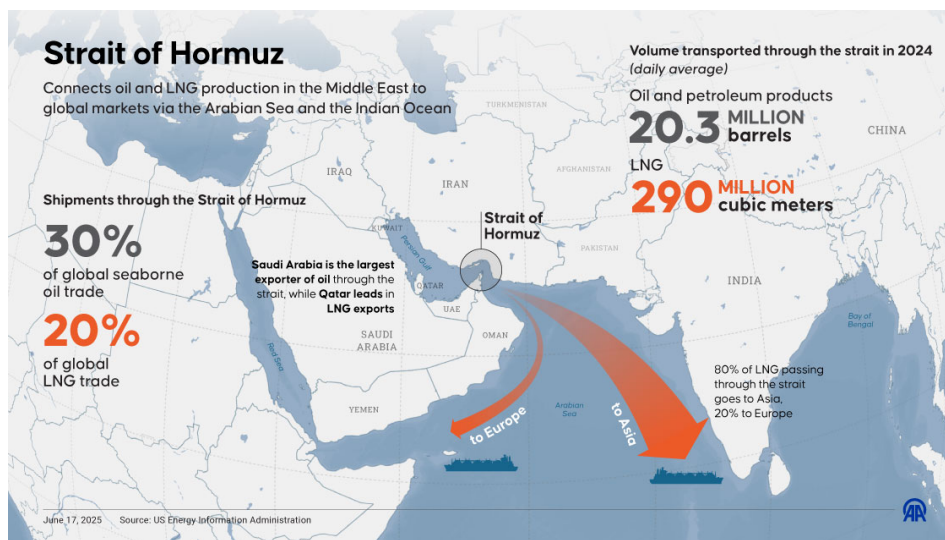 Strait of Hormuz
Connects oil and LNG production in the Middle East to
global markets via the Arabian Sea and the Indian Ocean
Shipments through the Strait of Hormuz
30%
of global seaborne
oil trade
20%
of global
LNG trade
Volume transported through the strait in 2024
(daily average)
Oil and petroleum products
20.3 MILLION
barrels
LNG
290 MILLION
cubic meters
TURKMENISTAN
CHINA
IRAQ
IRAN
AFGHANISTAN
KUWAIT
Persian Gulf
Strait of
Hormuz
PAKISTAN
Saudi Arabia is the largest
exporter of oil through the
strait, while Qatar leads in
LNG exports
QATAR
UAE
INDIA
SAUDI
ARABIA
OMAN
Red Sea
Bay of
Bengal
YEMEN
Arabian
Sea
to Europe
to Asia
80% of LNG passing
through the strait
goes to Asia,
20% to Europe
June 17, 2025
Source: US Energy Information Administration
AA